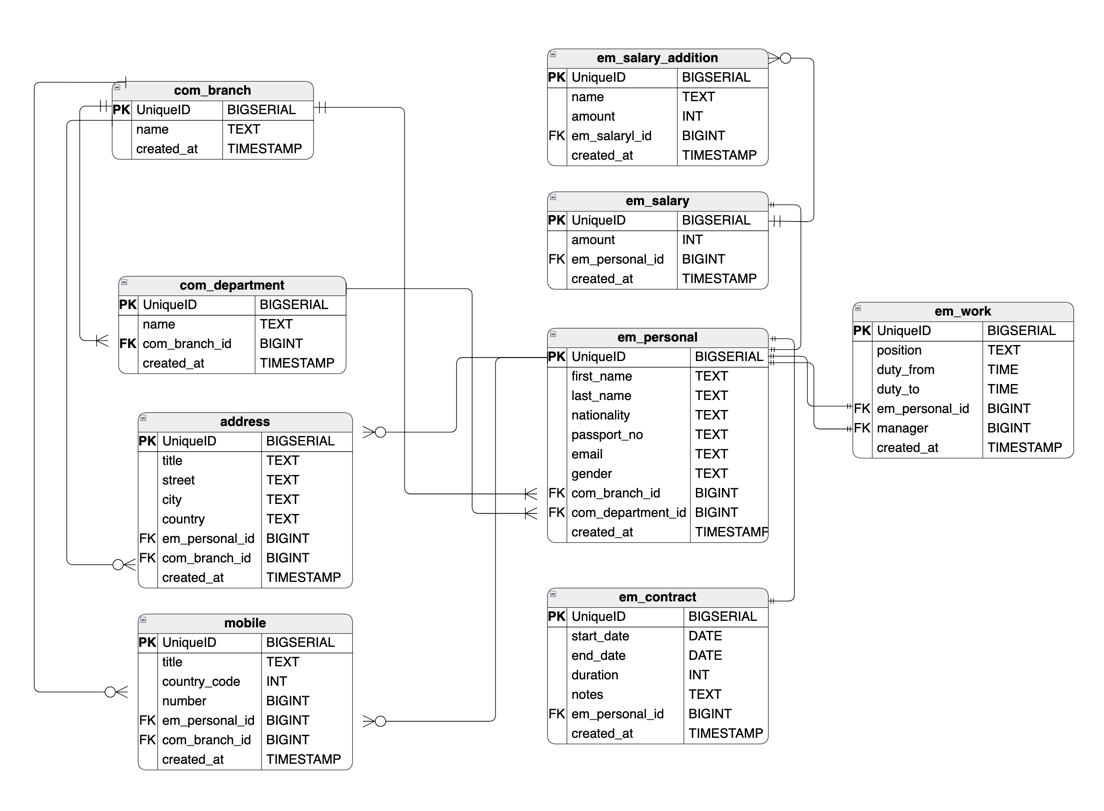 com_branch
PK UniqueID BIGSERIAL
name TEXT
created_at TIMESTAMP
com_department
PK UniqueID BIGSERIAL
name TEXT
FK com_branch_id BIGINT
created_at TIMESTAMP
address
PK UniqueID BIGSERIAL
title TEXT
street TEXT
city TEXT
country TEXT
FK em_personal_id BIGINT
FK com_branch_id BIGINT
created_at TIMESTAMP
mobile
PK UniqueID BIGSERIAL
title TEXT
country_code INT
number BIGINT
FK em_personal_id BIGINT
FK com_branch_id BIGINT
created_at TIMESTAMP
em_salary_addition
PK UniqueID BIGSERIAL
name TEXT
amount INT
FK em_salaryl_id BIGINT
created_at TIMESTAMP
em_salary
PK UniqueID BIGSERIAL
amount INT
FK em_personal_id BIGINT
created_at TIMESTAMP
em_personal
PK UniqueID BIGSERIAL
first_name TEXT
last_name TEXT
nationality TEXT
passport_no TEXT
email TEXT
gender TEXT
FK com_branch_id BIGINT
FK com_department_id BIGINT
created_at TIMESTAMP
em_contract
PK UniqueID BIGSERIAL
start_date DATE
end_date DATE
duration INT
notes TEXT
FK em_personal_id BIGINT
created_at TIMESTAMP
em_work
PK UniqueID BIGSERIAL
position TEXT
duty_from TIME
duty_to TIME
FK em_personal_id BIGINT
FK manager BIGINT
created_at TIMESTAMP